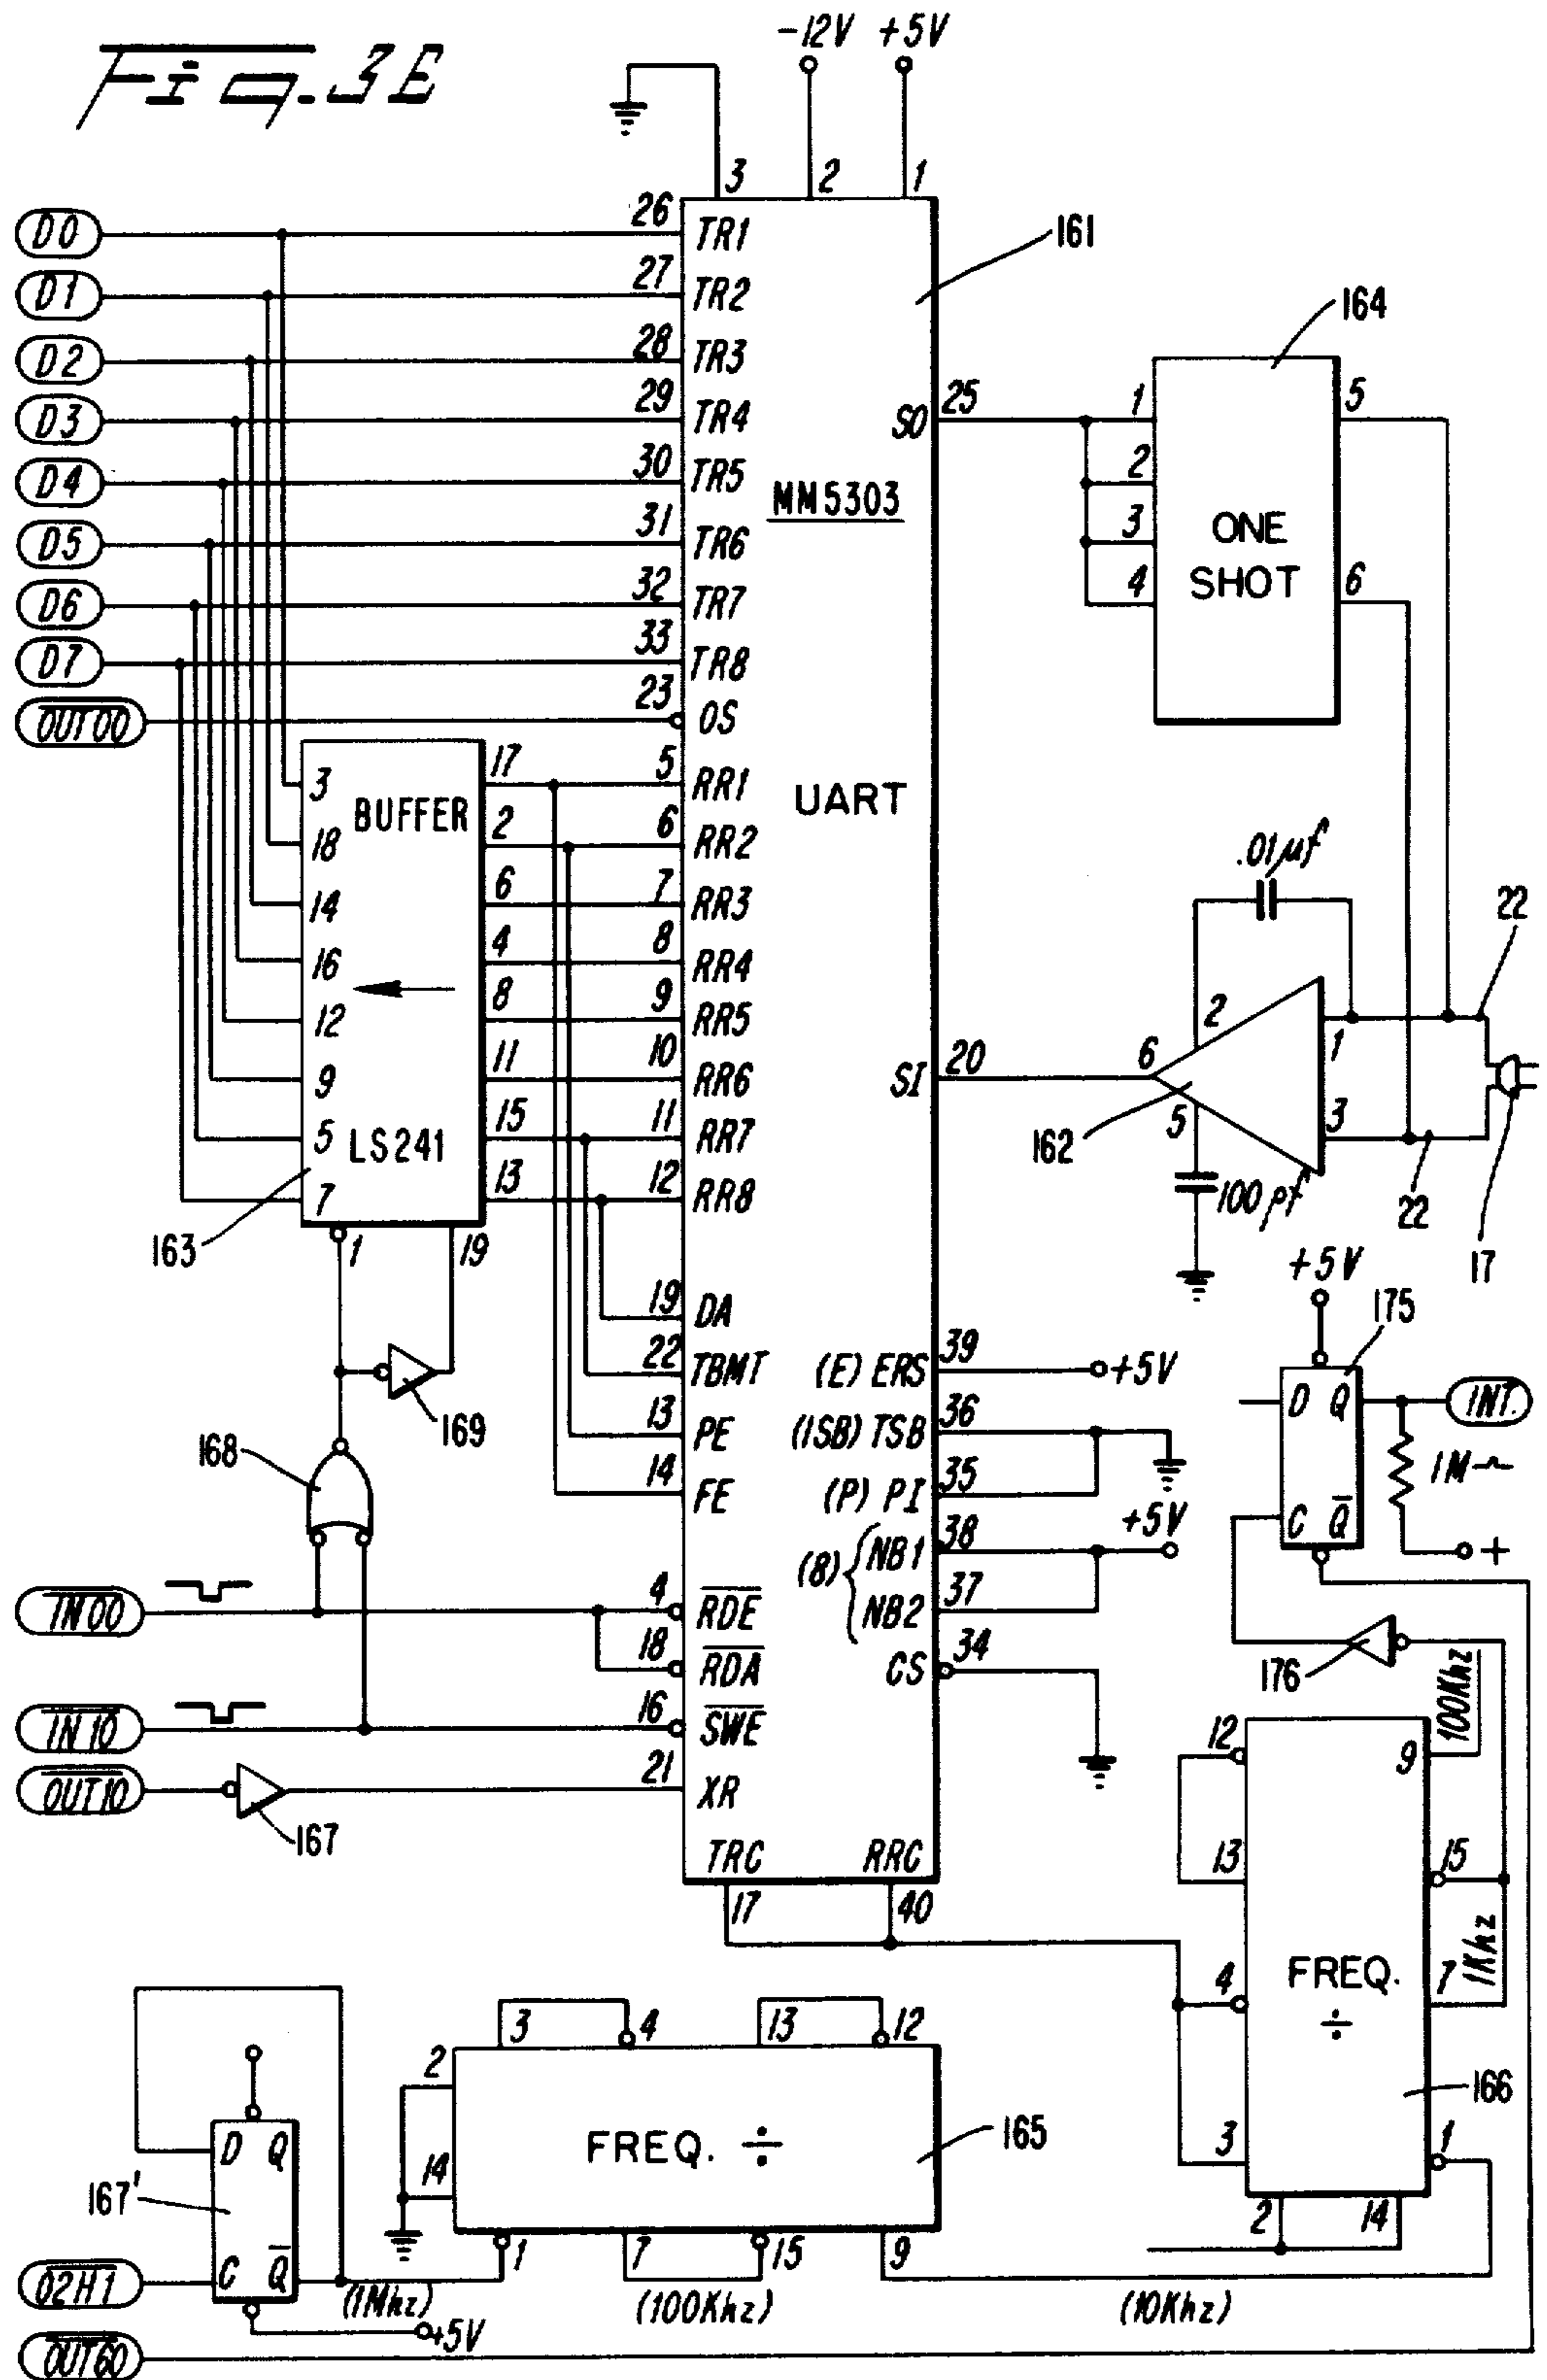 Fig. 3E
-12V +5V
3 2 1
D0 26 TR1
D1 27 TR2
D2 28 TR3
D3 29 TR4
D4 30 TR5
D5 31 TR6
D6 32 TR7
D7 33 TR8
OUT00 23 OS
161
MM5303
UART
SO 25
164
1 5
2
3
4 6
ONE
SHOT
3 17 5 RR1
BUFFER
18 2 6 RR2
14 6 7 RR3
16 4 8 RR4
12 8 9 RR5
9 11 10 RR6
5 15 11 RR7
LS241
7 13 12 RR8
163
1 19
.01 µf
22
2
1
SI 20 6
3
5
162
100 pf
22
17
19 DA
22 TBMT
13 PE
14 FE
169
168
(E) ERS 39 +5V
(1SB) TSB 36
(P) PI 35
(8) NB1 38 +5V
NB2 37
CS 34
+5V
175
D Q INT.
1M
C Q̅
+
176
IN00 4 RDE
18 RDA
IN10 16 SWE
OUT10 21 XR
167
TRC RRC
17 40
12 9 100Khz
13 15
1Khz
4 7
FREQ.
÷
166
3 1
2 14
3 4 13 12
2
14
FREQ. ÷
165
1 7 15 9
D Q
167'
C Q̅
02H1
(1Mhz) (100Khz) (10Khz)
+5V
OUT60